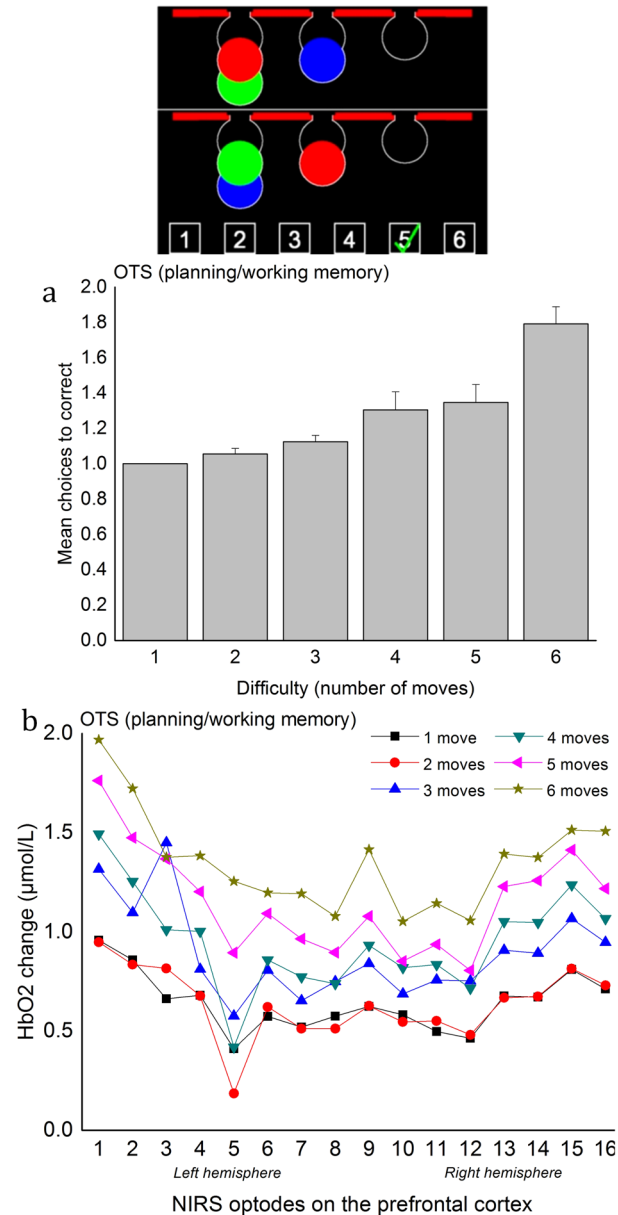 1 2 3 4 5 6
a
OTS (planning/working memory)
2.0
1.8
1.6
1.4
1.2
1.0
0.8
0.6
0.4
0.2
0.0
Mean choices to correct
1 2 3 4 5 6
Difficulty (number of moves)
b
OTS (planning/working memory)
1 move
2 moves
3 moves
4 moves
5 moves
6 moves
2.0
1.5
1.0
0.5
0.0
HbO2 change (µmol/L)
1 2 3 4 5 6 7 8 9 10 11 12 13 14 15 16
Left hemisphere
Right hemisphere
NIRS optodes on the prefrontal cortex